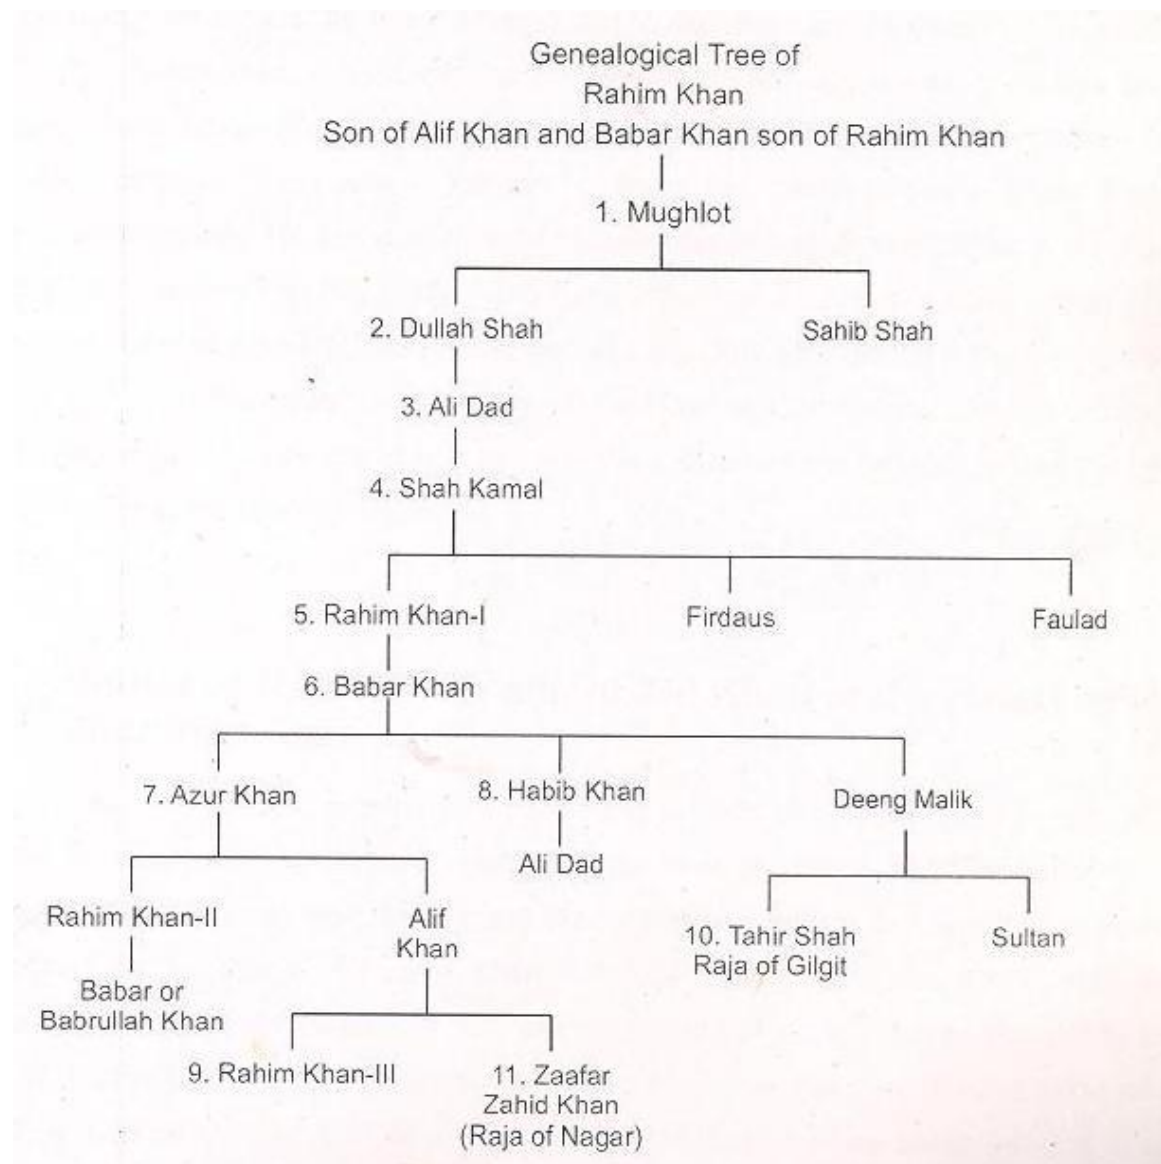 Genealogical Tree of
Rahim Khan
Son of Alif Khan and Babar Khan son of Rahim Khan
1. Mughlot
2. Dullah Shah
Sahib Shah
3. Ali Dad
4. Shah Kamal
5. Rahim Khan-I
Firdaus
Faulad
6. Babar Khan
7. Azur Khan
8. Habib Khan
Deeng Malik
Ali Dad
Rahim Khan-II
Alif
Khan
10. Tahir Shah
Raja of Gilgit
Sultan
Babar or
Babrullah Khan
9. Rahim Khan-III
11. Zaafar
Zahid Khan
(Raja of Nagar)